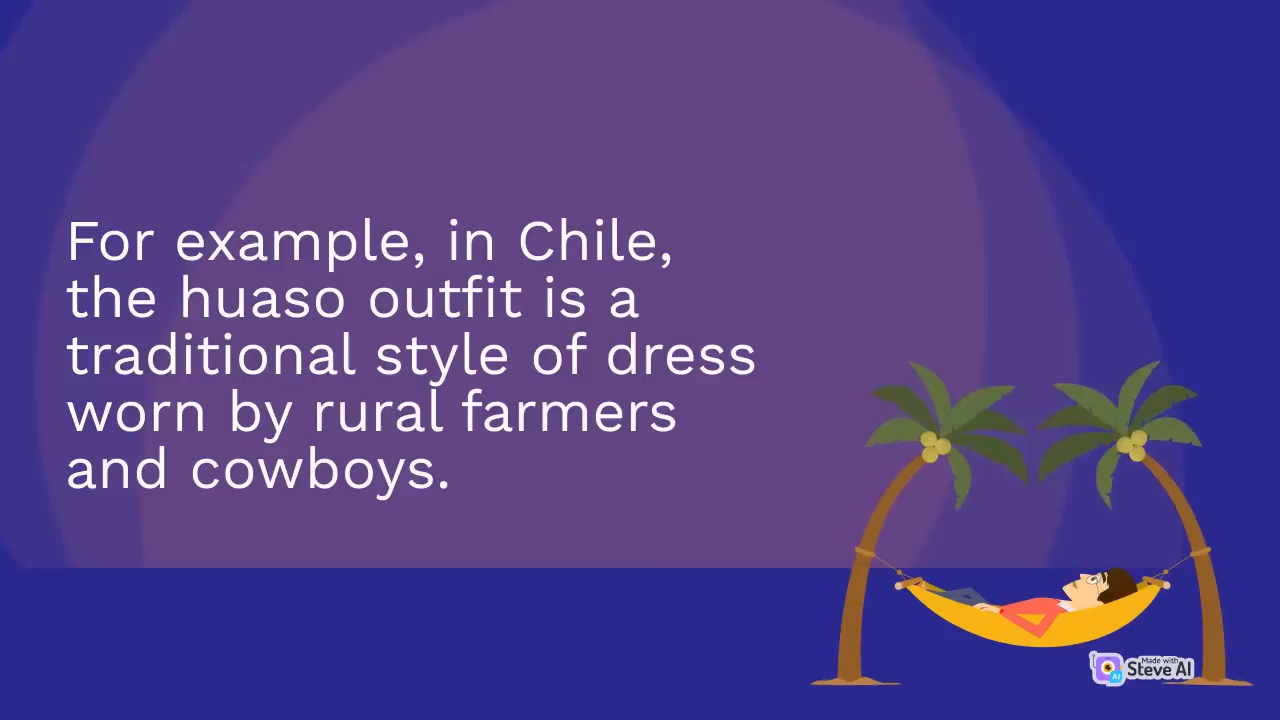 For example, in Chile,
the huaso outfit is a
traditional style of dress
worn by rural farmers
and cowboys.
Made with
Steve AI
AI